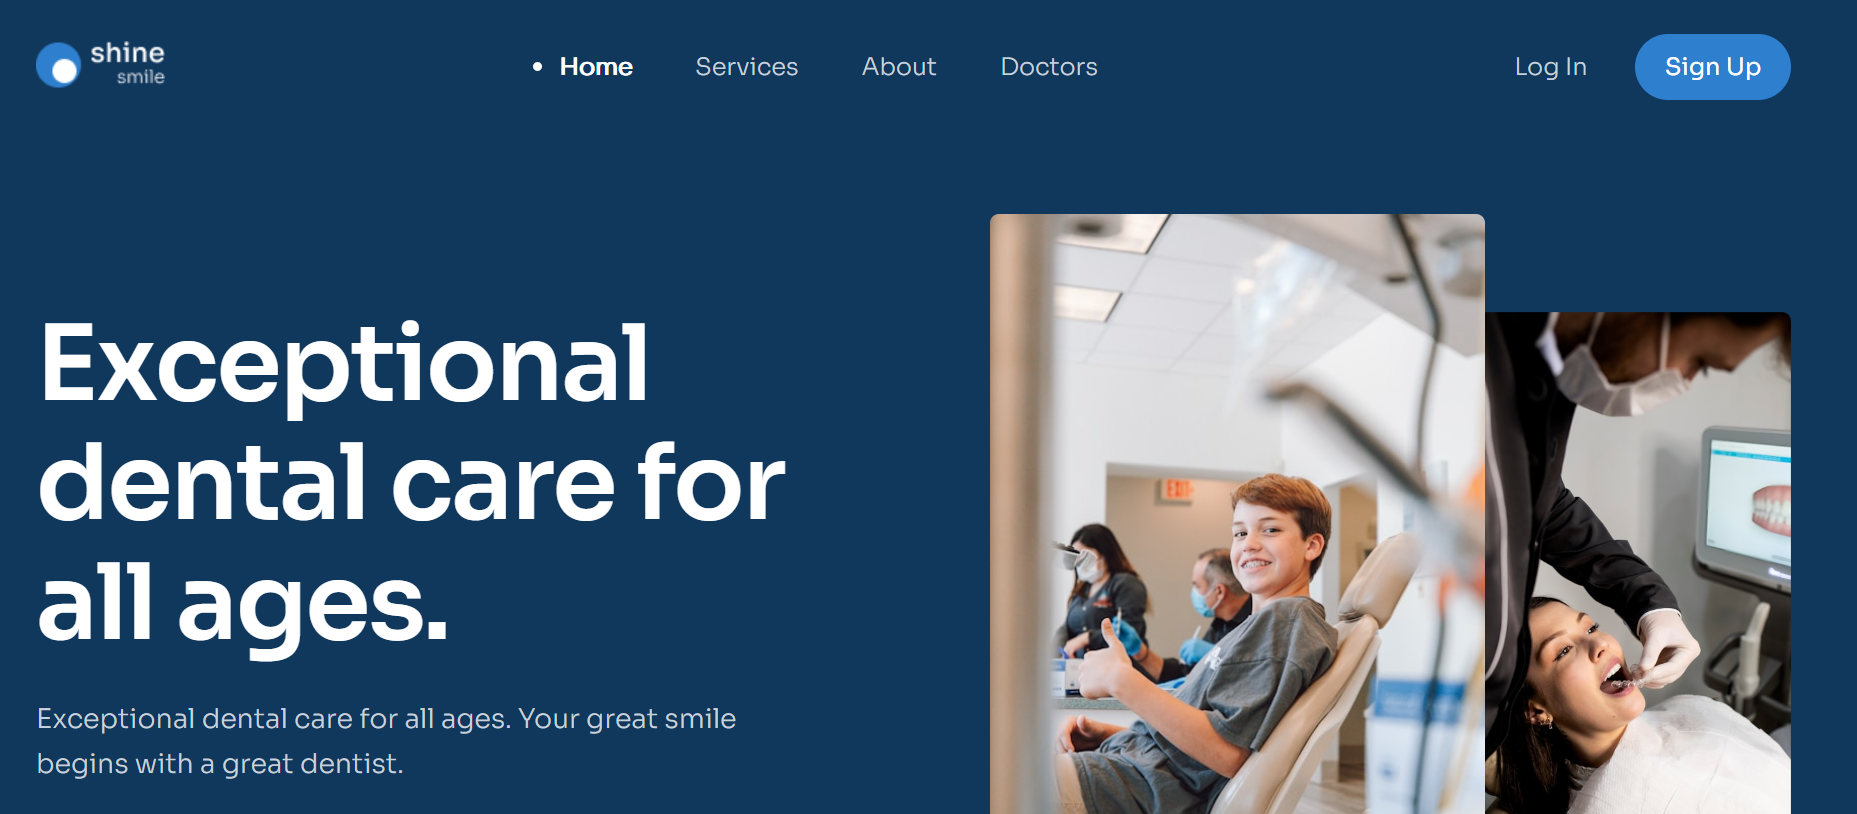 shine
smile
Home
Services
About
Doctors
Log In
Sign Up
Exceptional
dental care for
all ages.
Exceptional dental care for all ages. Your great smile
begins with a great dentist.
EXIT